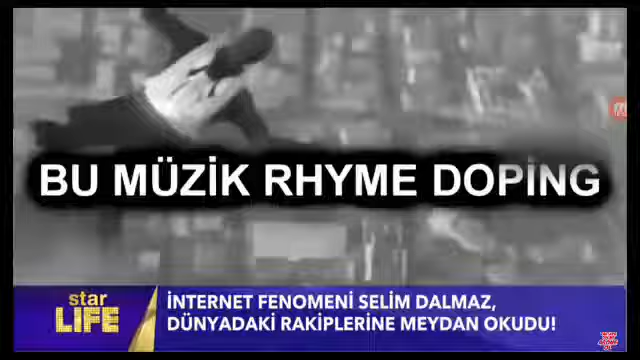 BU MÜZİK RHYME DOPİNG
star
LIFE
İNTERNET FENOMENİ SELİM DALMAZ,
DÜNYADAKİ RAKİPLERİNE MEYDAN OKUDU!